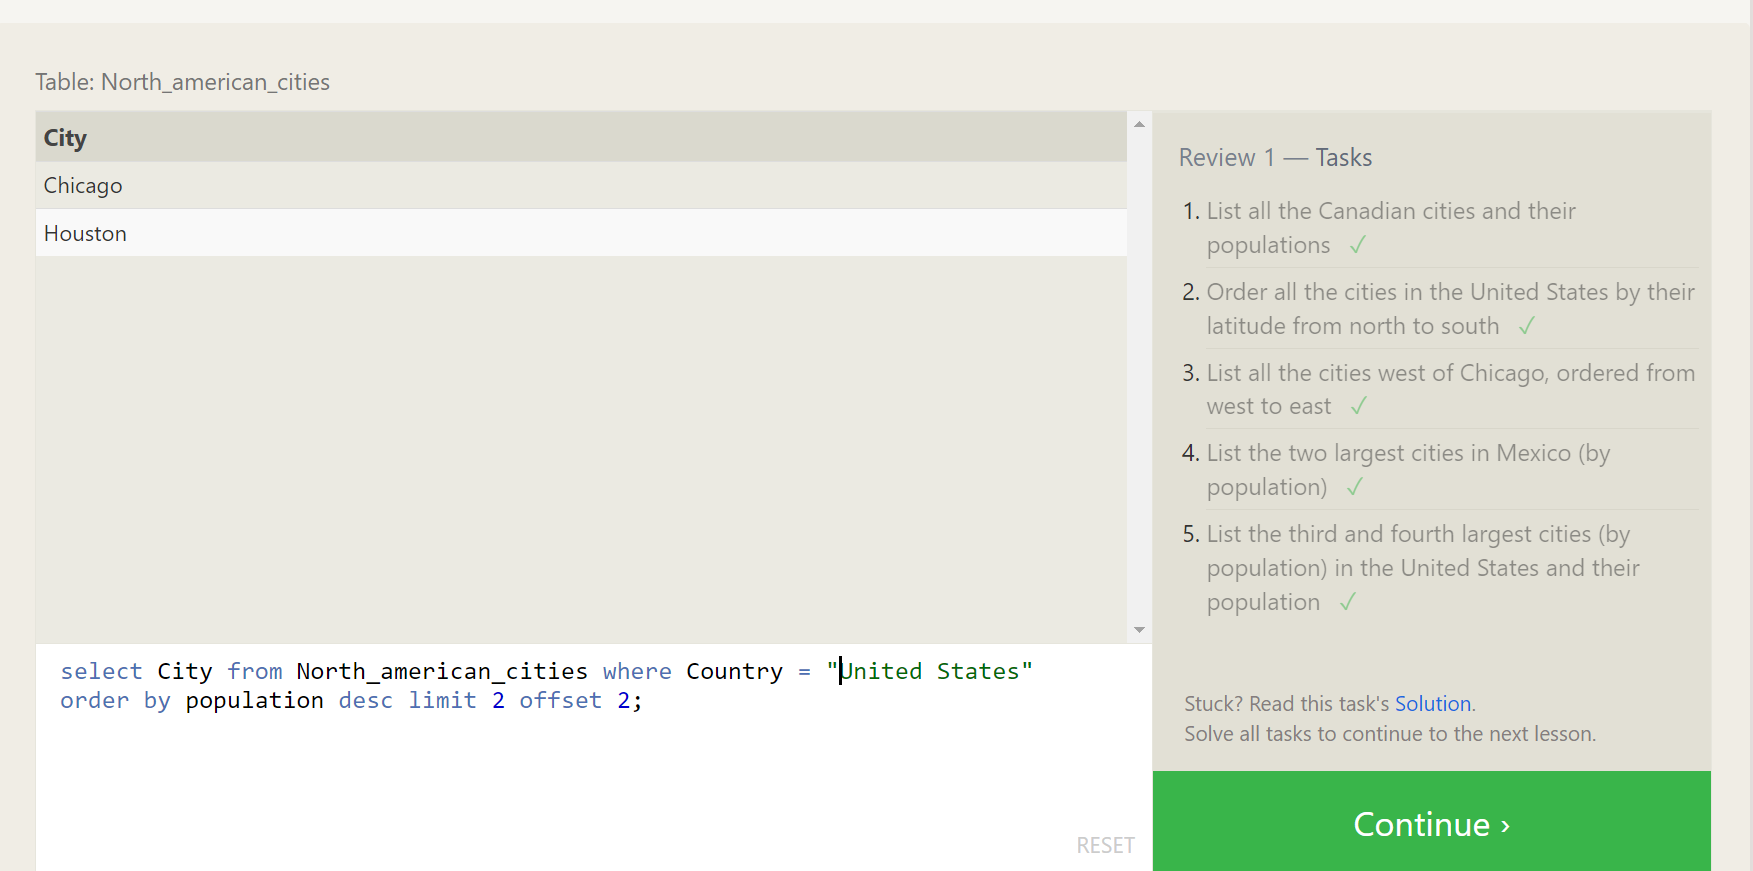 Table: North_american_cities
City
Chicago
Houston
select City from North_american_cities where Country = "United States"
order by population desc limit 2 offset 2;
RESET
Review 1 — Tasks
1. List all the Canadian cities and their
populations ✓
2. Order all the cities in the United States by their
latitude from north to south ✓
3. List all the cities west of Chicago, ordered from
west to east ✓
4. List the two largest cities in Mexico (by
population) ✓
5. List the third and fourth largest cities (by
population) in the United States and their
population ✓
Stuck? Read this task's Solution.
Solve all tasks to continue to the next lesson.
Continue ›